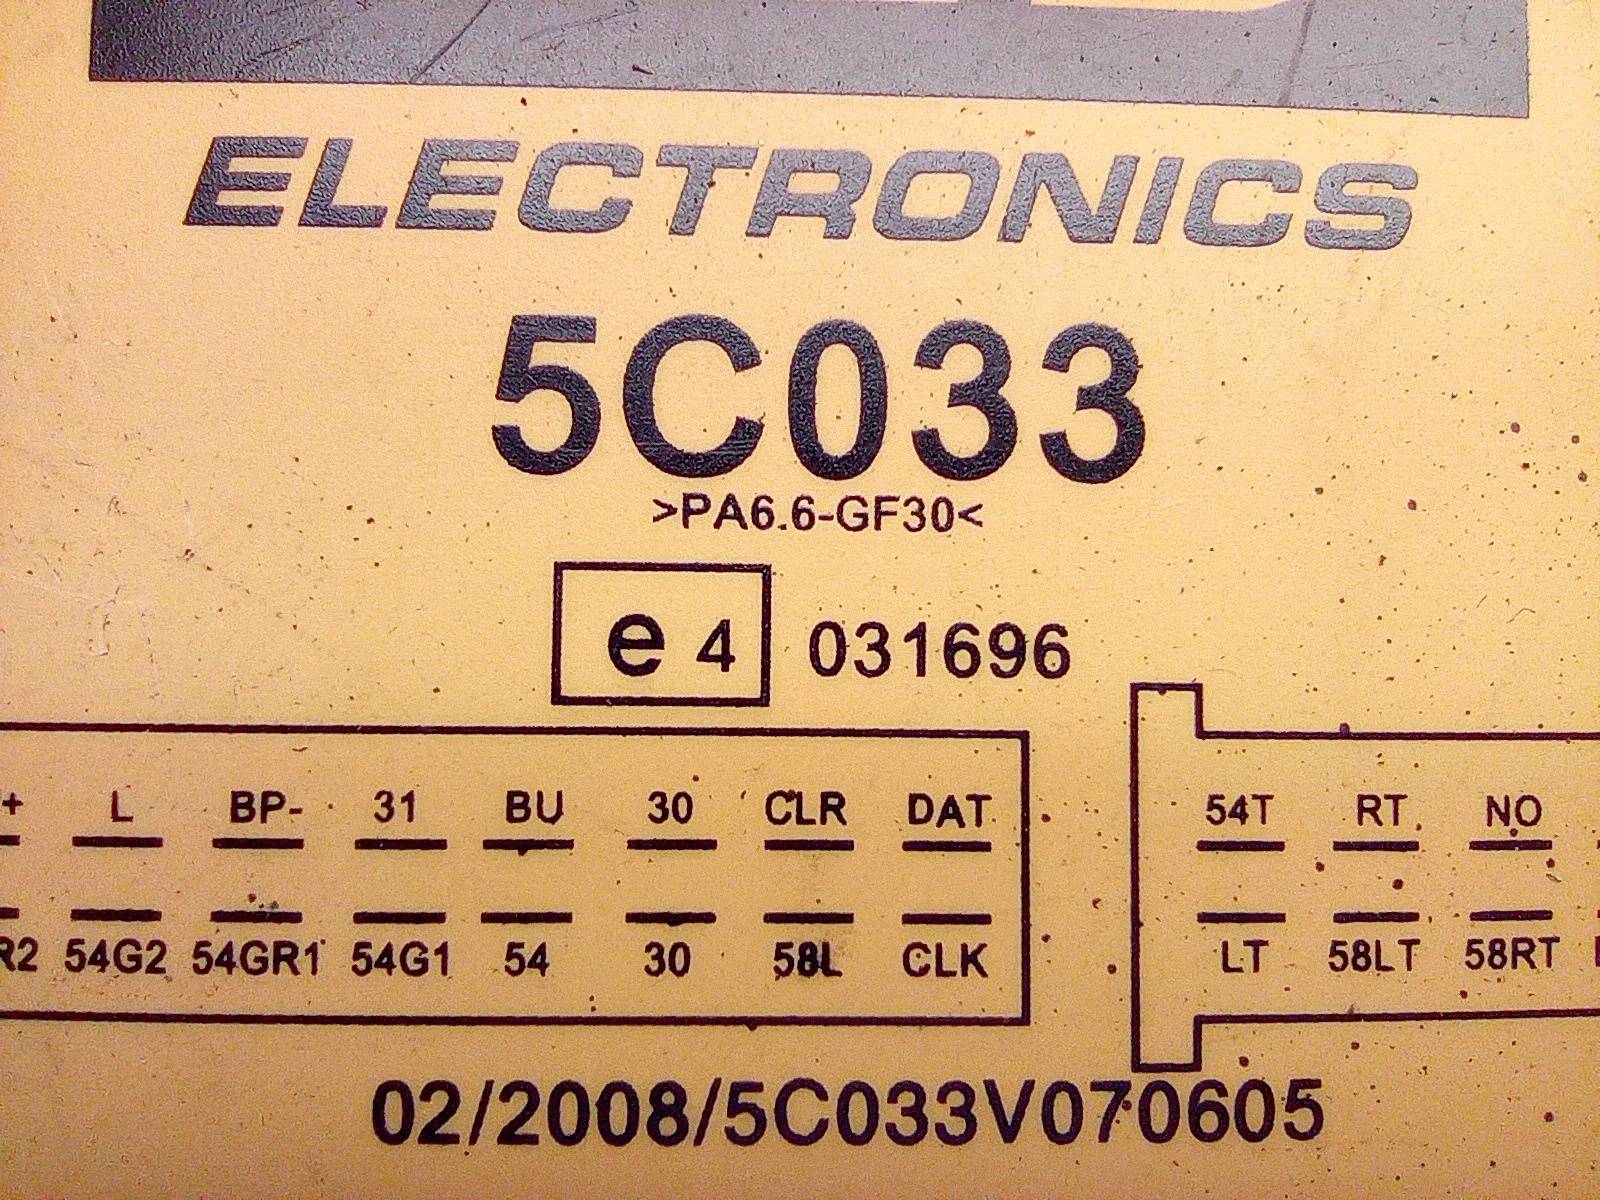 ELECTRONICS
5C033
>PA6.6-GF30<
e 4 031696
+ L BP- 31 BU 30 CLR DAT
R2 54G2 54GR1 54G1 54 30 58L CLK
54T RT NO
LT 58LT 58RT
02/2008/5C033V070605